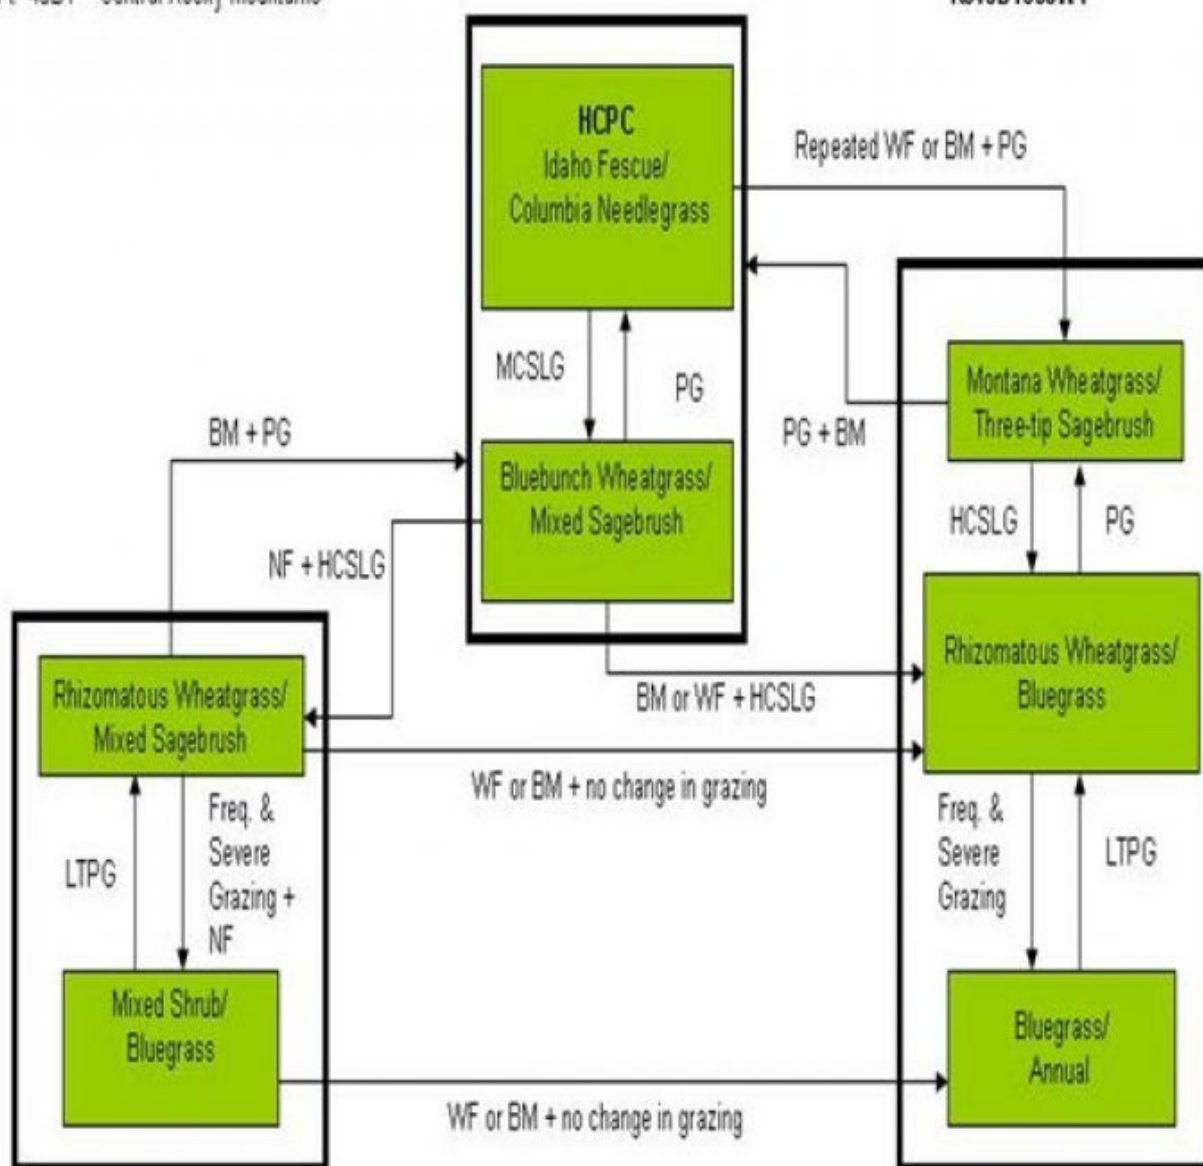 Central Rocky Mountains
HCPC
Idaho Fescue/
Columbia Needlegrass
Repeated WF or BM + PG
MCSLG
PG
Montana Wheatgrass/
Three-tip Sagebrush
PG + BM
BM + PG
Bluebunch Wheatgrass/
Mixed Sagebrush
HCSLG
PG
NF + HCSLG
Rhizomatous Wheatgrass/
Mixed Sagebrush
Rhizomatous Wheatgrass/
Bluegrass
BM or WF + HCSLG
WF or BM + no change in grazing
Freq. &
Severe
Grazing +
NF
LTPG
Freq. &
Severe
Grazing
LTPG
Mixed Shrub/
Bluegrass
Bluegrass/
Annual
WF or BM + no change in grazing